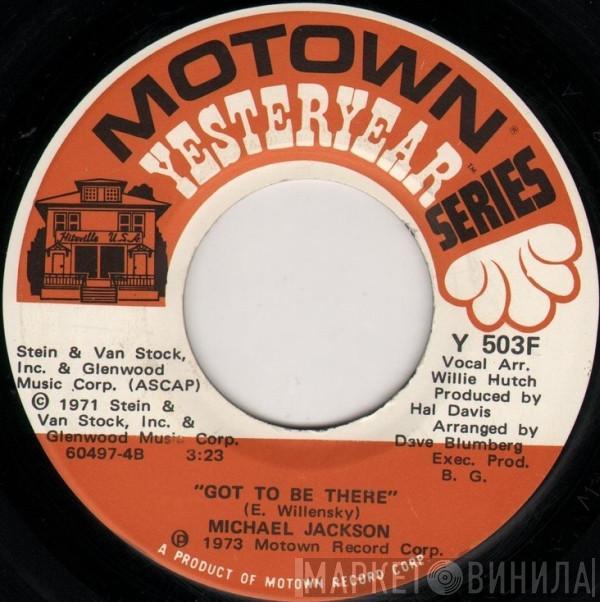 MOTOWN®
YESTERYEAR™
SERIES
Hitsville U.S.A.
Y 503F
Stein & Van Stock,
Inc. & Glenwood
Music Corp. (ASCAP)
© 1971 Stein &
Van Stock, Inc. &
Glenwood Music Corp.
60497-4B 3:23
Vocal Arr.
Willie Hutch
Produced by
Hal Davis
Arranged by
Dave Blumberg
Exec. Prod.
B. G.
"GOT TO BE THERE"
(E. Willensky)
MICHAEL JACKSON
℗ 1973 Motown Record Corp.
A PRODUCT OF MOTOWN RECORD CORP.
МАРКЕТ ВИНИЛА